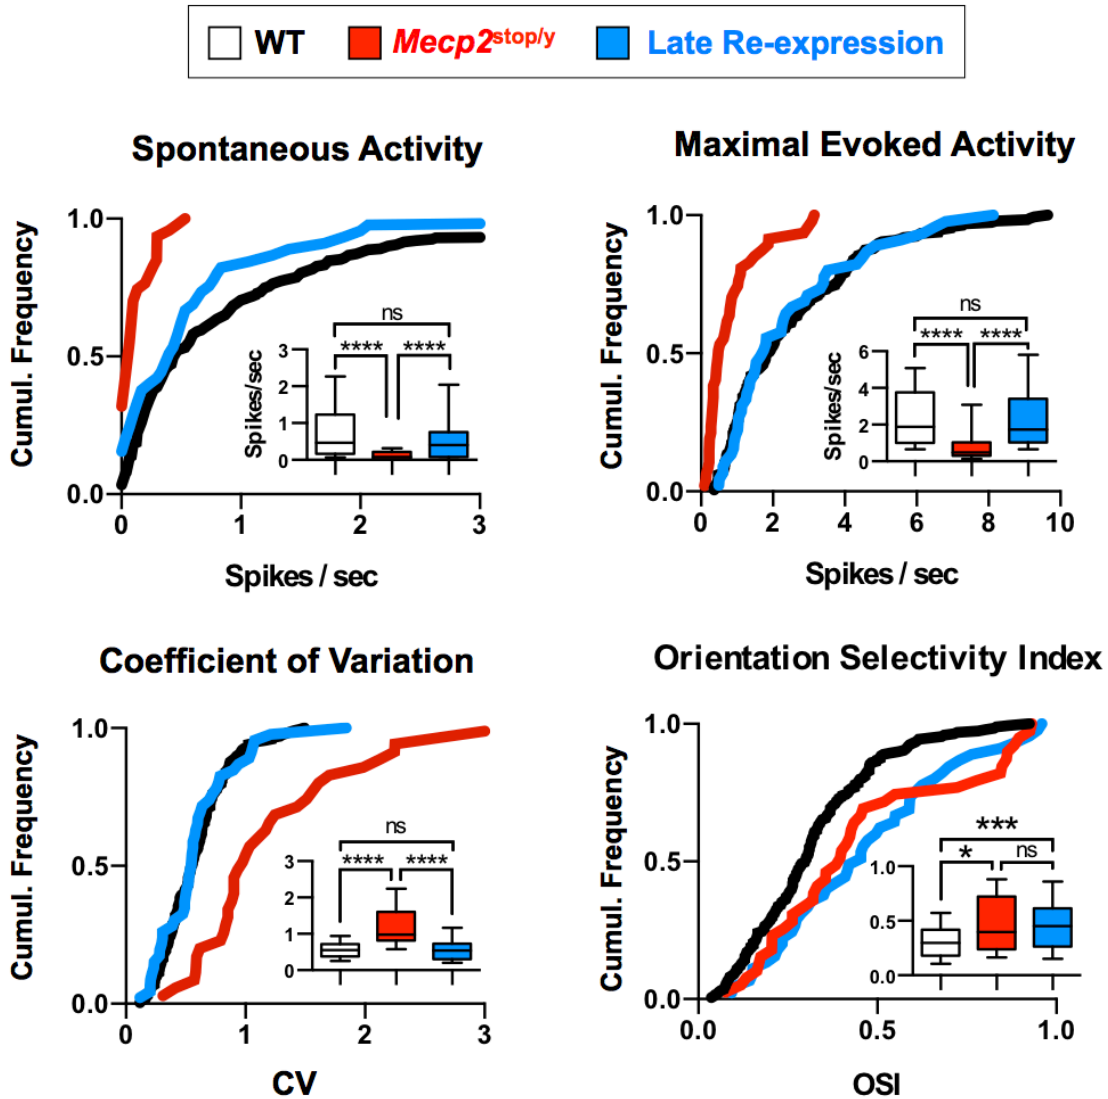 WT Mecp2stop/y Late Re-expression
Spontaneous Activity
Cumul. Frequency
1.0
0.5
0.0
0 1 2 3
Spikes / sec
Spikes/sec
3
2
1
0
ns
**** ****
Maximal Evoked Activity
Cumul. Frequency
1.0
0.5
0.0
0 2 4 6 8 10
Spikes / sec
Spikes/sec
6
4
2
0
ns
**** ****
Coefficient of Variation
Cumul. Frequency
1.0
0.5
0.0
0 1 2 3
CV
3
2
1
0
ns
**** ****
Orientation Selectivity Index
Cumul. Frequency
1.0
0.5
0.0
0.0 0.5 1.0
OSI
1.0
0.5
0.0
***
* ns